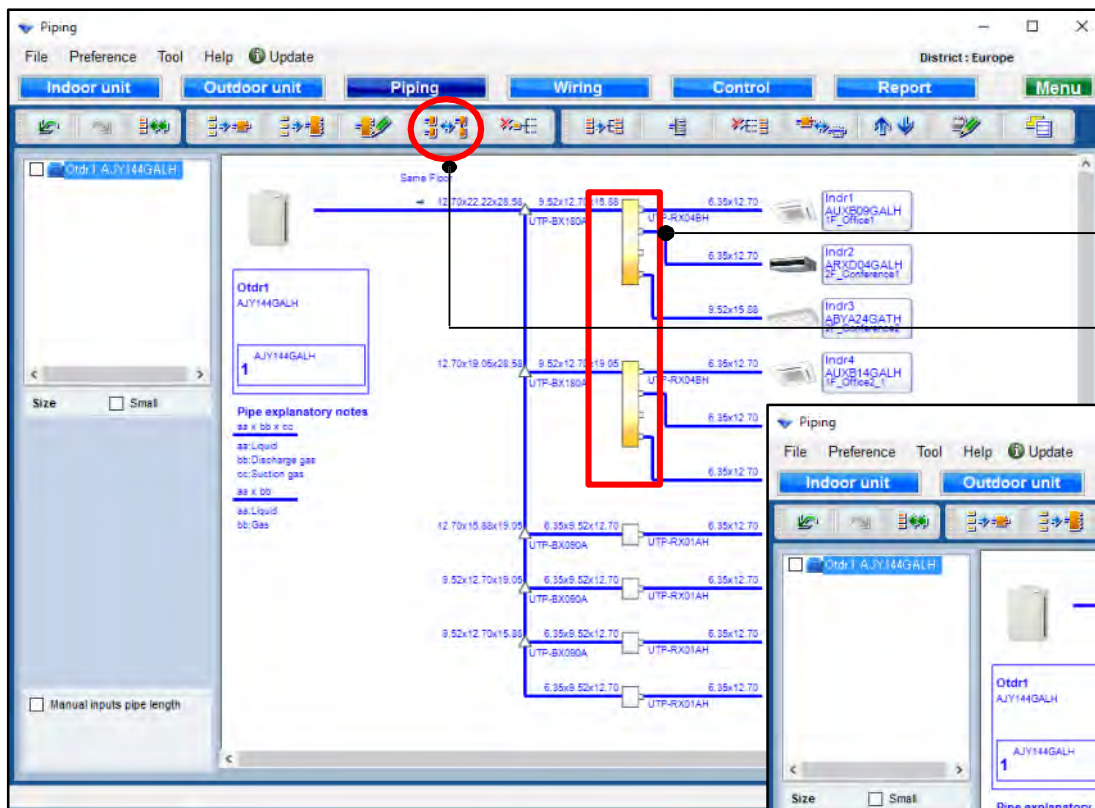 Piping
File Preference Tool Help Update
District : Europe
Indoor unit Outdoor unit Piping Wiring Control Report Menu
Otdr1 AJY144GALH
Same Floor
12.70x22.22x28.58 9.52x12.70x15.88 6.35x12.70
UTP-BX180A UTP-RX04BH
Indr1
AUXB09GALH
1F_Office1
6.35x12.70
Indr2
ARXD04GALH
2F_Conference1
9.52x15.88
Indr3
ABYA24GATH
2F_Conference2
Otdr1
AJY144GALH
AJY144GALH
1
12.70x19.05x28.58 9.52x12.70x19.05 6.35x12.70
UTP-BX180A UTP-RX04BH
Indr4
AUXB14GALH
1F_Office2_1
6.35x12.70
6.35x12.70
Size Small
Pipe explanatory notes
aa x bb x cc
aa:Liquid
bb:Discharge gas
cc:Suction gas
aa x bb
aa:Liquid
bb:Gas
12.70x15.88x19.05 6.35x9.52x12.70 6.35x12.70
UTP-BX090A UTP-RX01AH
9.52x12.70x19.05 6.35x9.52x12.70 6.35x12.70
UTP-BX090A UTP-RX01AH
9.52x12.70x15.88 6.35x9.52x12.70 6.35x12.70
UTP-BX090A UTP-RX01AH
6.35x9.52x12.70 6.35x12.70
UTP-RX01AH
Manual inputs pipe length
Piping
File Preference Tool Help Update
Indoor unit Outdoor unit
Otdr1 AJY144GALH
Otdr1
AJY144GALH
AJY144GALH
1
Size Small
Pipe explanatory